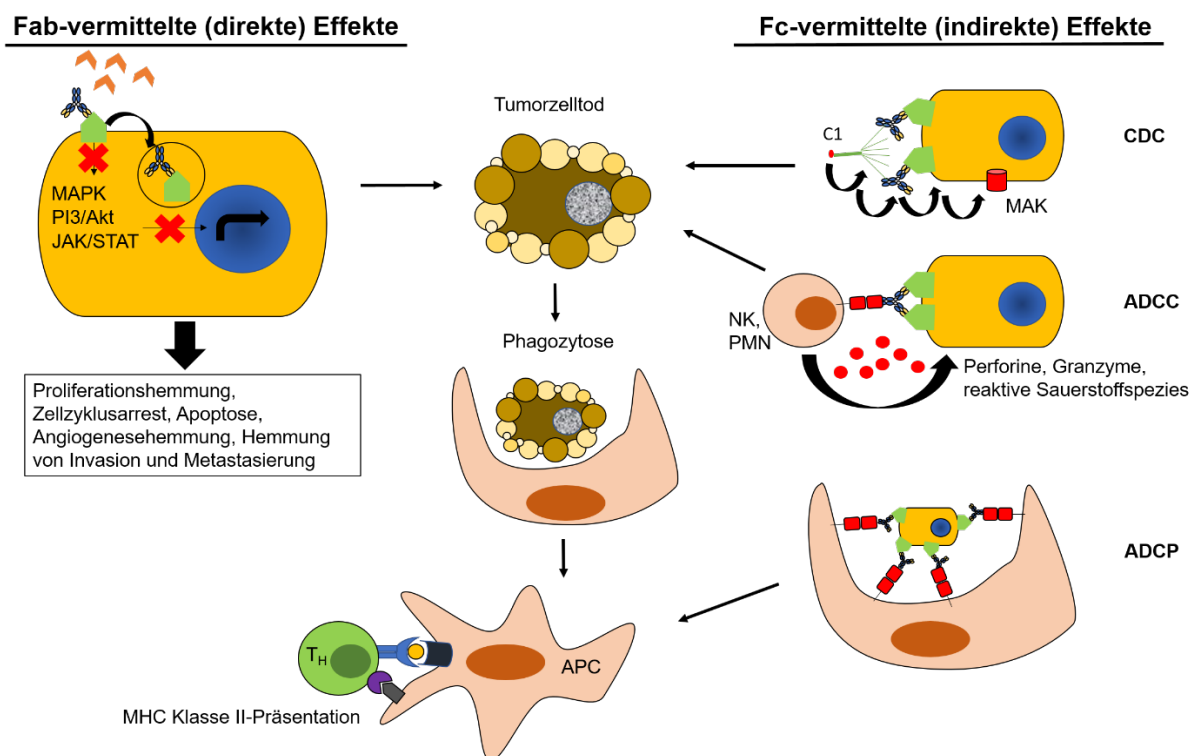 Fab-vermittelte (direkte) Effekte
MAPK
PI3/Akt
JAK/STAT
Proliferationshemmung,
Zellzyklusarrest, Apoptose,
Angiogenesehemmung, Hemmung
von Invasion und Metastasierung
Tumorzelltod
Phagozytose
T_H
APC
MHC Klasse II-Präsentation
Fc-vermittelte (indirekte) Effekte
C1
MAK
CDC
NK,
PMN
Perforine, Granzyme,
reaktive Sauerstoffspezies
ADCC
ADCP